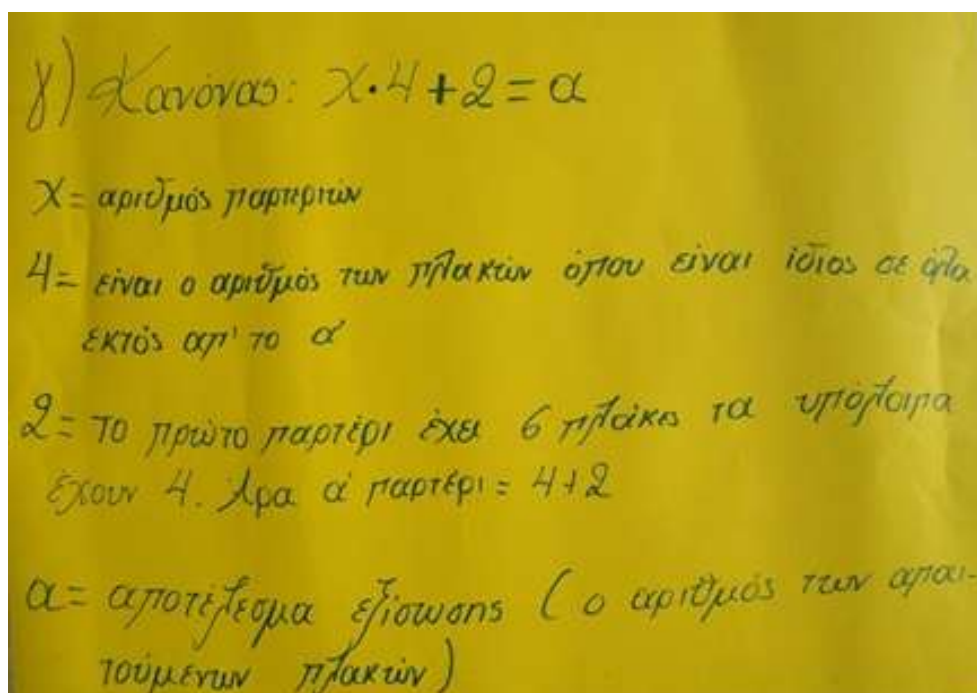 γ) Κανόνας: χ·4+2=α
χ= αριθμός παρτεριών
4= είναι ο αριθμός των πλακών όπου είναι ίδιος σε όλα
εκτός απ' το α'
2= το πρώτο παρτέρι έχει 6 πλάκες τα υπόλοιπα
έχουν 4. Άρα α' παρτέρι = 4+2
α= αποτέλεσμα εξίσωσης (ο αριθμός των απαι-
τούμενων πλακών)